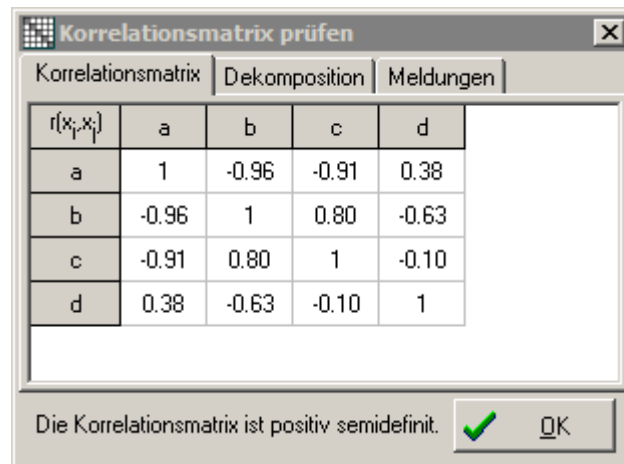 Korrelationsmatrix prüfen
Korrelationsmatrix Dekomposition Meldungen
r(xi,xj) a b c d
a 1 -0.96 -0.91 0.38
b -0.96 1 0.80 -0.63
c -0.91 0.80 1 -0.10
d 0.38 -0.63 -0.10 1
Die Korrelationsmatrix ist positiv semidefinit. OK